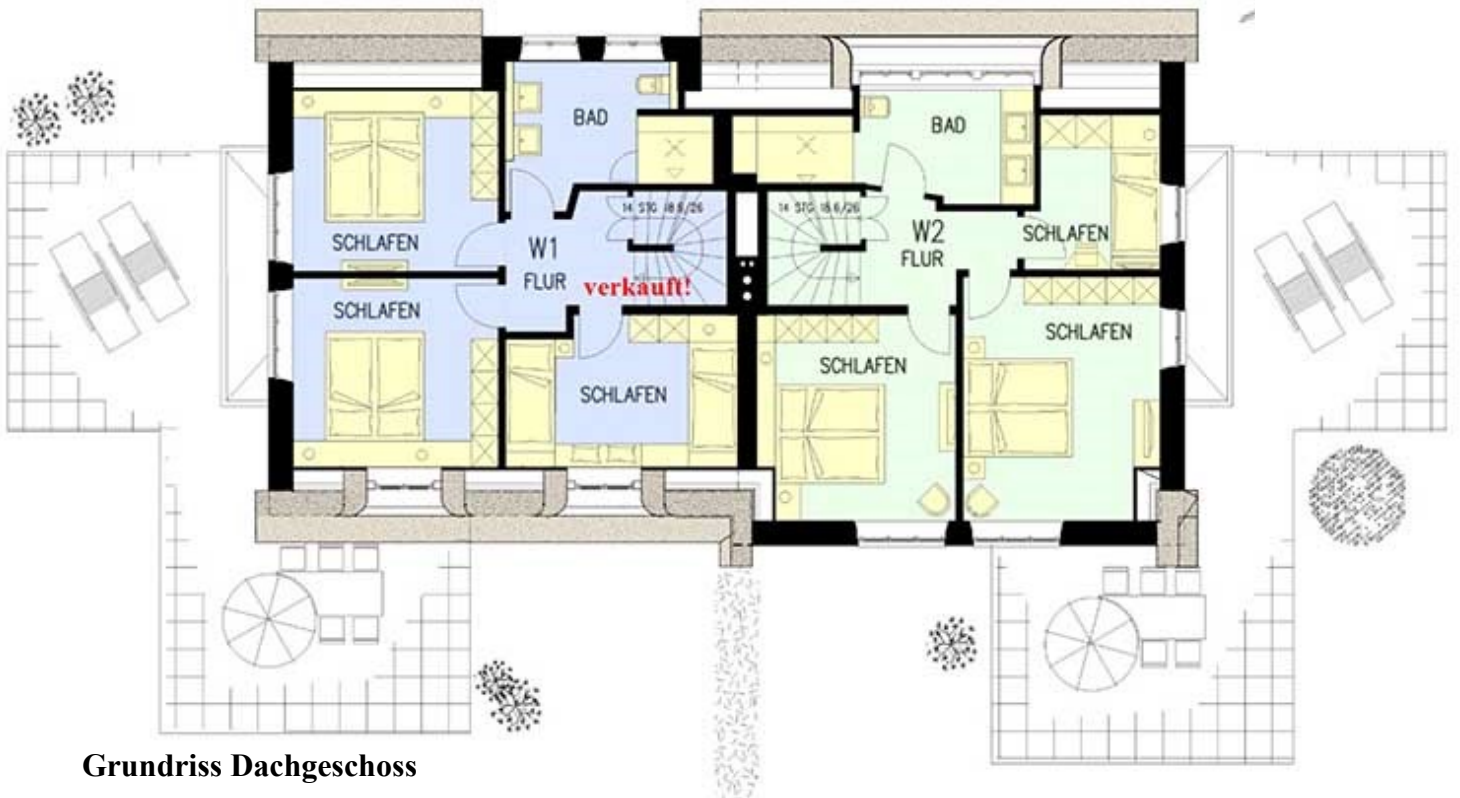 BAD
SCHLAFEN
14 STG 18.6/26
W1
FLUR
verkauft!
SCHLAFEN
SCHLAFEN
BAD
14 STG 18.6/26
W2
FLUR
SCHLAFEN
SCHLAFEN
SCHLAFEN
Grundriss Dachgeschoss